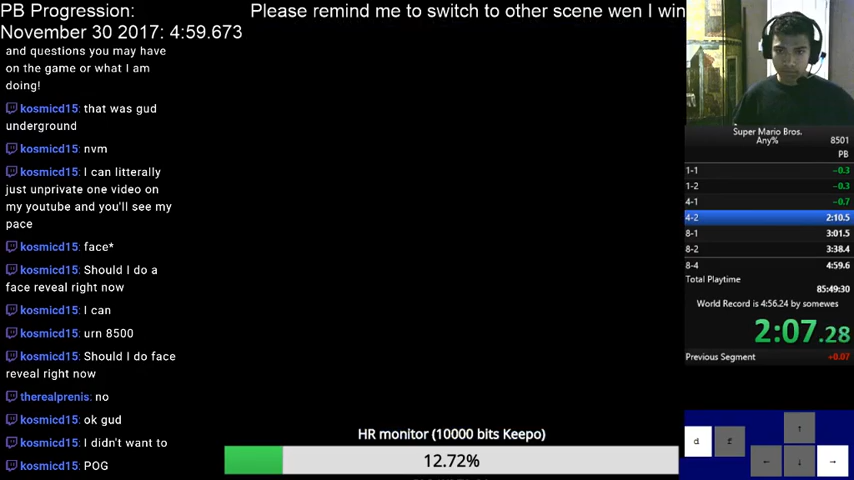 PB Progression:
Please remind me to switch to other scene wen I win
November 30 2017: 4:59.673
and questions you may have
on the game or what I am
doing!
kosmicd15: that was gud
underground
kosmicd15: nvm
kosmicd15: I can litterally
just unprivate one video on
my youtube and you'll see my
pace
kosmicd15: face*
kosmicd15: Should I do a
face reveal right now
kosmicd15: I can
kosmicd15: urn 8500
kosmicd15: Should I do face
reveal right now
therealprenis: no
kosmicd15: ok gud
kosmicd15: I didn't want to
kosmicd15: POG
HR monitor (10000 bits Keepo)
12.72%
Super Mario Bros.
Any% 8501
PB
1-1 -0.3
1-2 -0.3
4-1 -0.7
4-2 2:10.5
8-1 3:01.5
8-2 3:38.4
8-4 4:59.6
Total Playtime
85:49:30
World Record is 4:56.24 by somewes
2:07.28
Previous Segment +0.07
d f ↑
← ↓ →